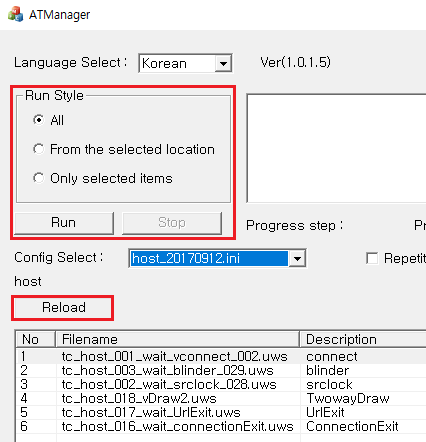 ATManager
Language Select : Korean Ver(1.0.1.5)
Run Style
All
From the selected location
Only selected items
Run Stop
Progress step :
Config Select : host_20170912.ini
host
Reload
No Filename Description
1 tc_host_001_wait_vconnect_002.uws connect
2 tc_host_003_wait_blinder_029.uws blinder
3 tc_host_002_wait_srclock_028.uws srclock
4 tc_host_018_vDraw2.uws TwowayDraw
5 tc_host_017_wait_UrlExit.uws UrlExit
6 tc_host_016_wait_connectionExit.uws ConnectionExit